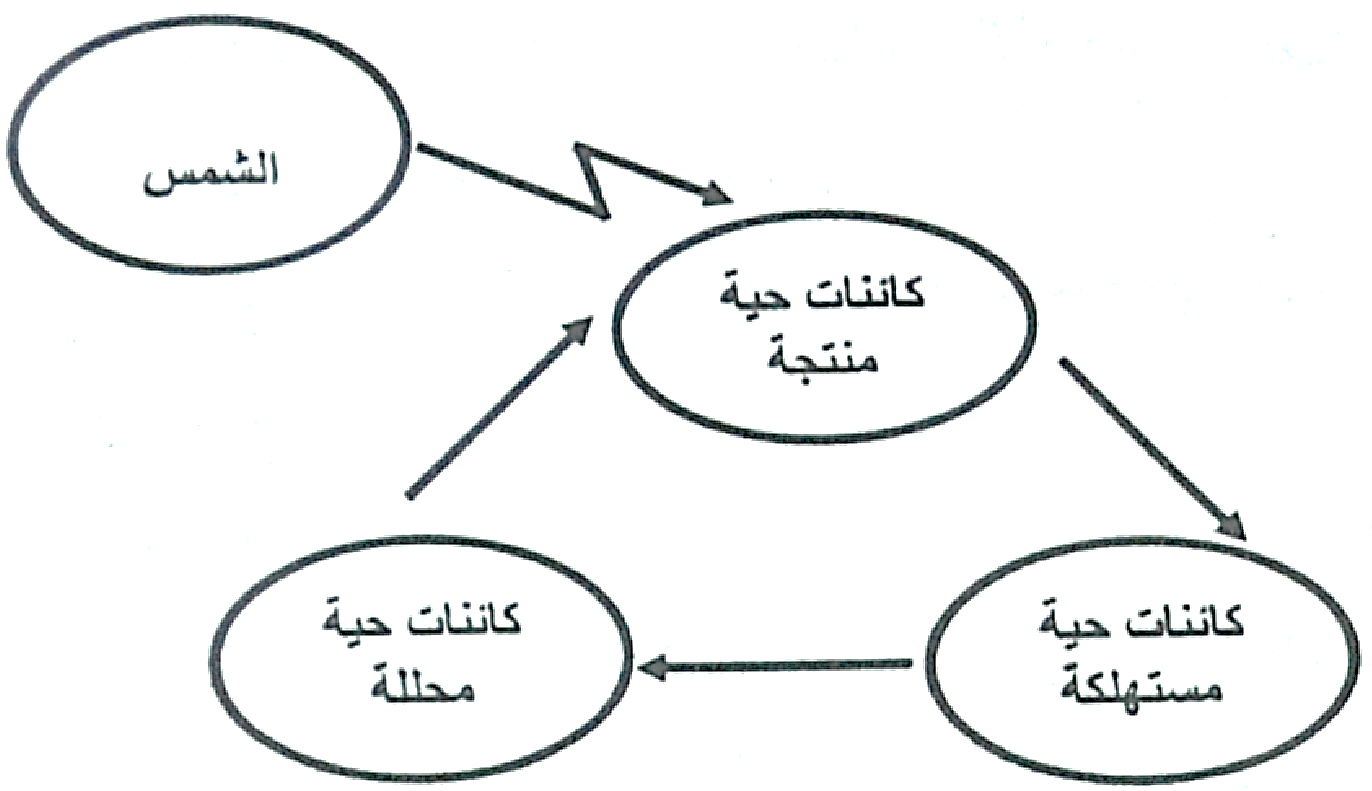 الشمس
كائنات حية
منتجة
كائنات حية
مستهلكة
كائنات حية
محللة